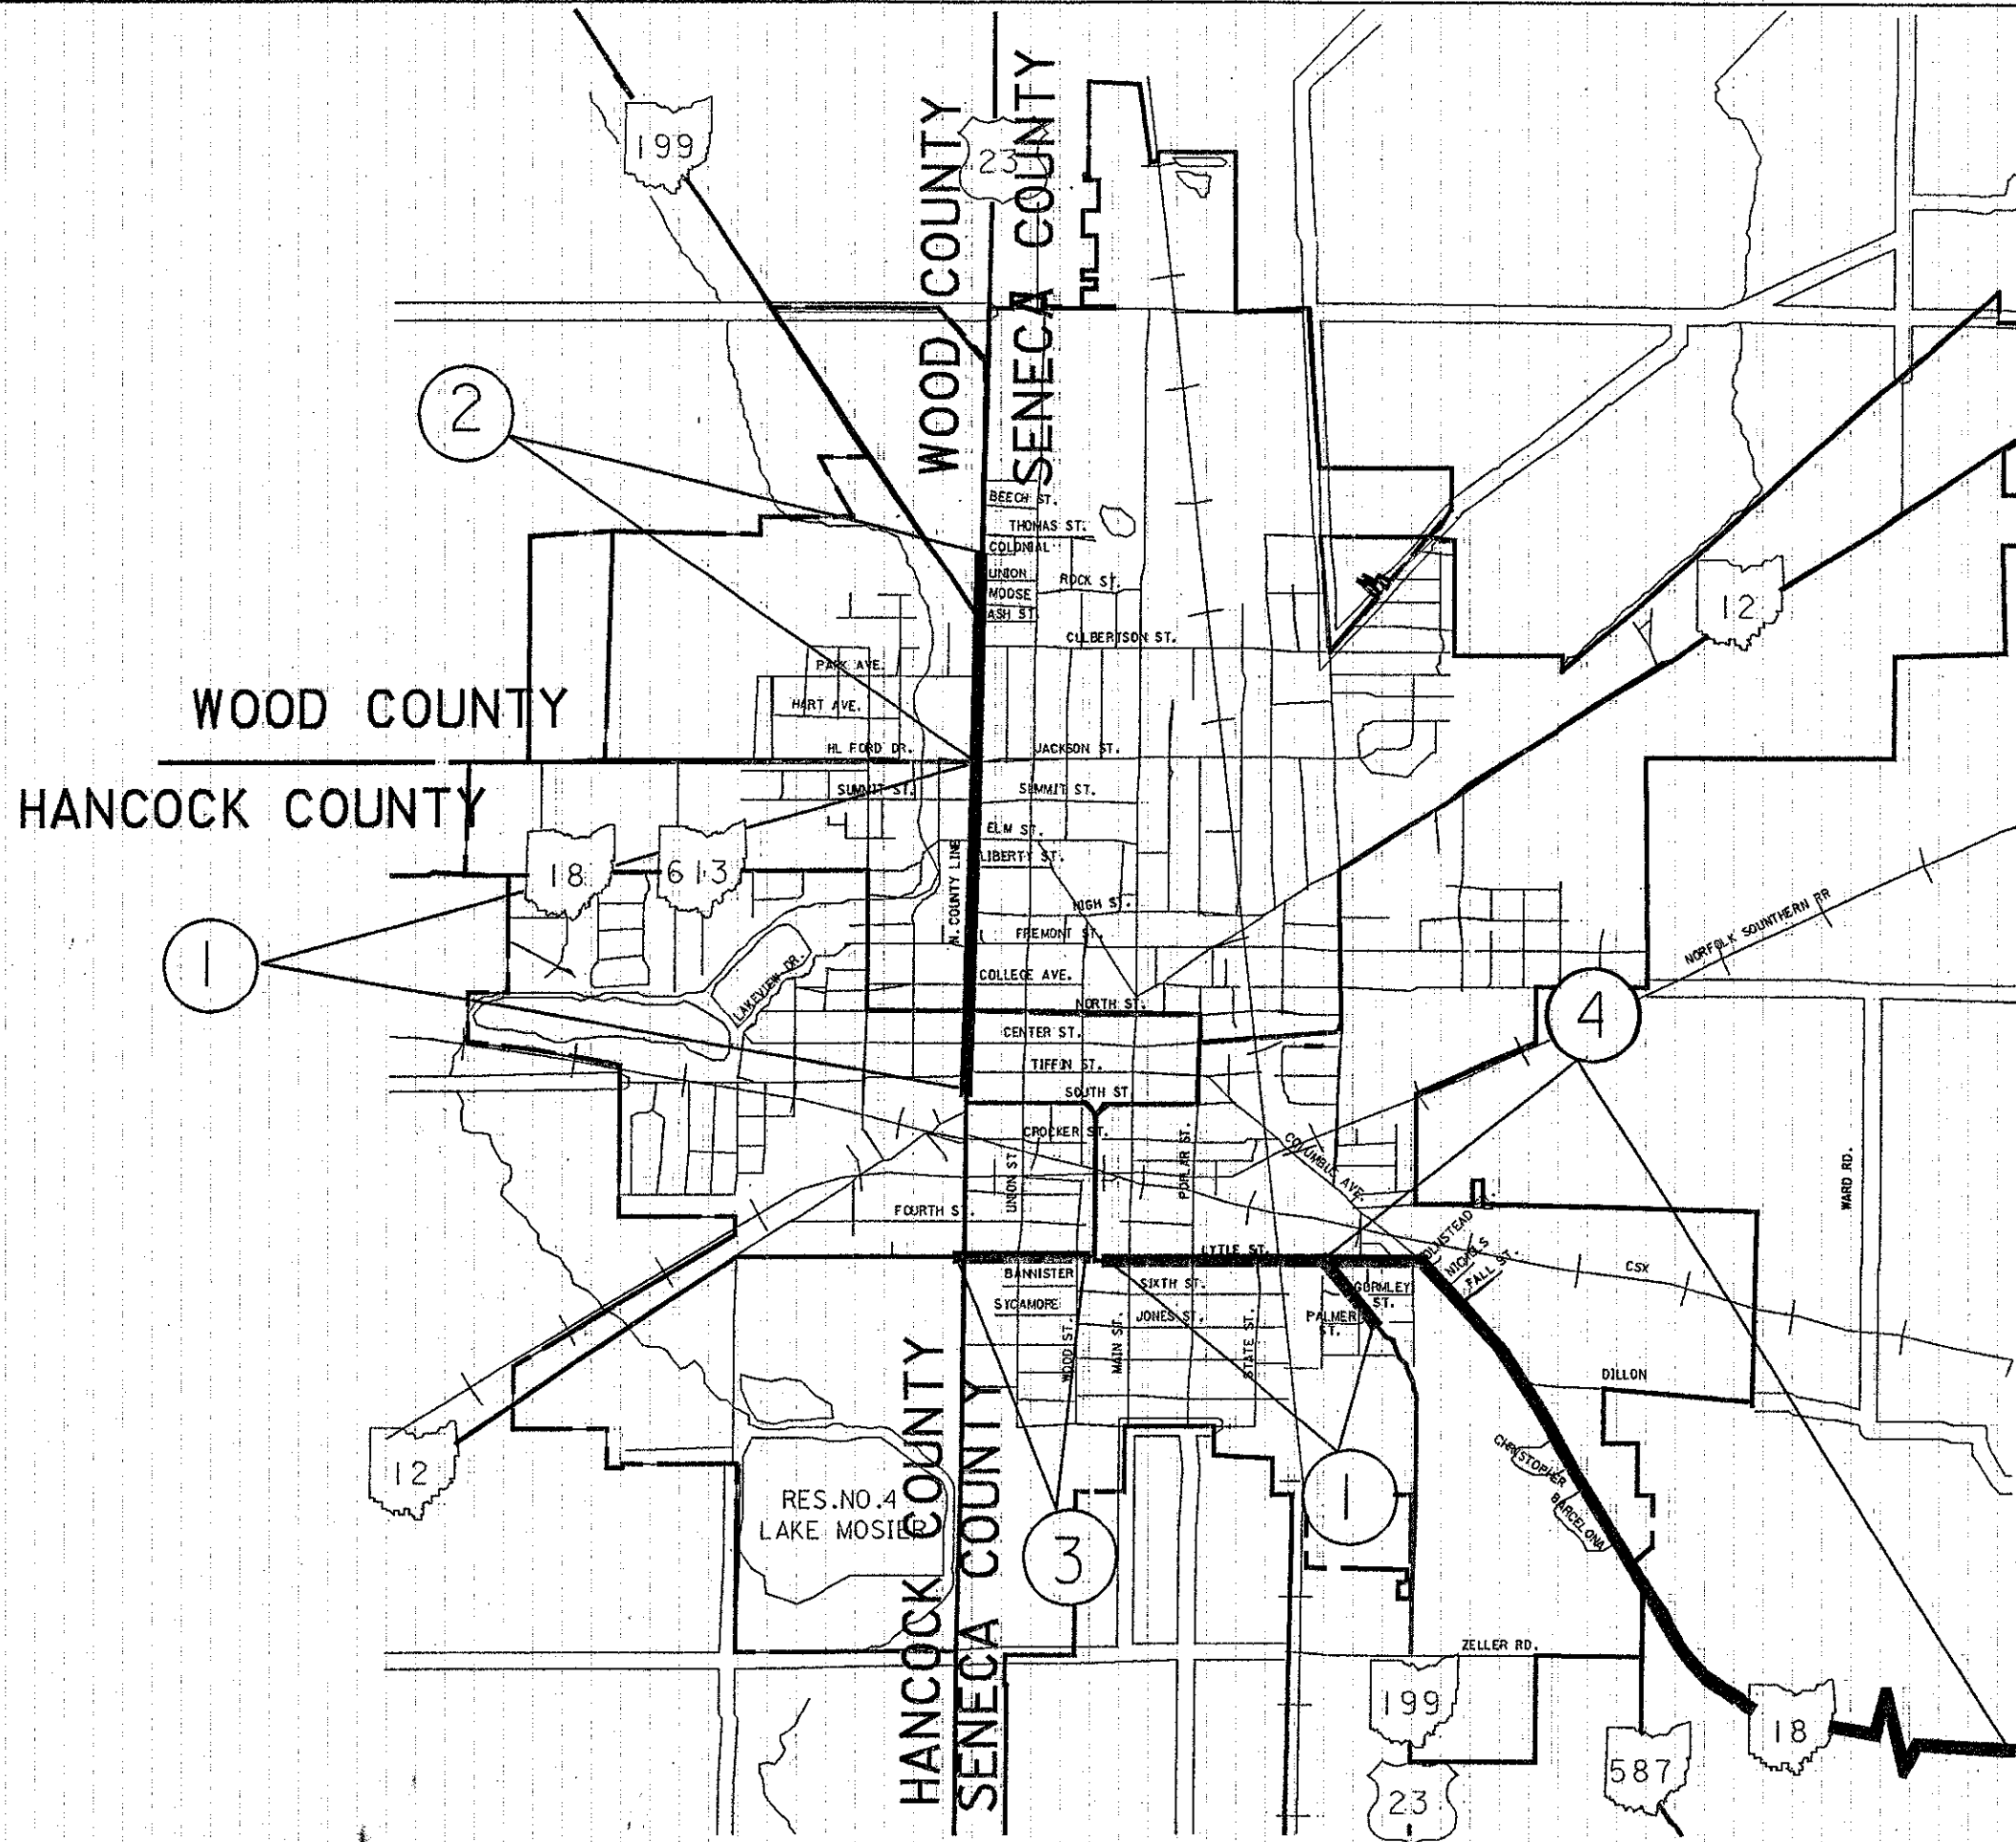 199
WOOD COUNTY
23
SENECA COUNTY
2
BEECH ST.
THOMAS ST.
COLONIAL
UNION
ROCK ST.
MOOSE
ASH ST
CULBERTSON ST.
12
PARK AVE.
HART AVE.
WOOD COUNTY
HL FORD DR.
JACKSON ST.
HANCOCK COUNTY
SUMMIT ST.
SUMMIT ST.
ELM ST.
LIBERTY ST.
18
613
N. COUNTY LINE
HIGH ST.
FREMONT ST.
NORFOLK SOUNTHERN RR
1
LAKEVIEW DR.
COLLEGE AVE.
NORTH ST.
4
CENTER ST.
TIFFIN ST.
SOUTH ST
CROCKER ST.
COLUMBUS AVE.
POPLAR ST.
UNION ST.
WARD RD.
FOURTH ST.
OLMSTEAD
NICHOLS
FALL ST.
LYTLE ST.
CSX
BANNISTER
SIXTH ST.
GORMLEY
ST.
SYCAMORE
JONES ST.
PALMER
ST.
WOOD ST.
MAIN ST.
STATE ST.
DILLON
HANCOCK COUNTY
SENECA COUNTY
12
CHRISTOPHER
BARCELONA
RES.NO.4
LAKE MOSIER
1
3
ZELLER RD.
199
18
587
23